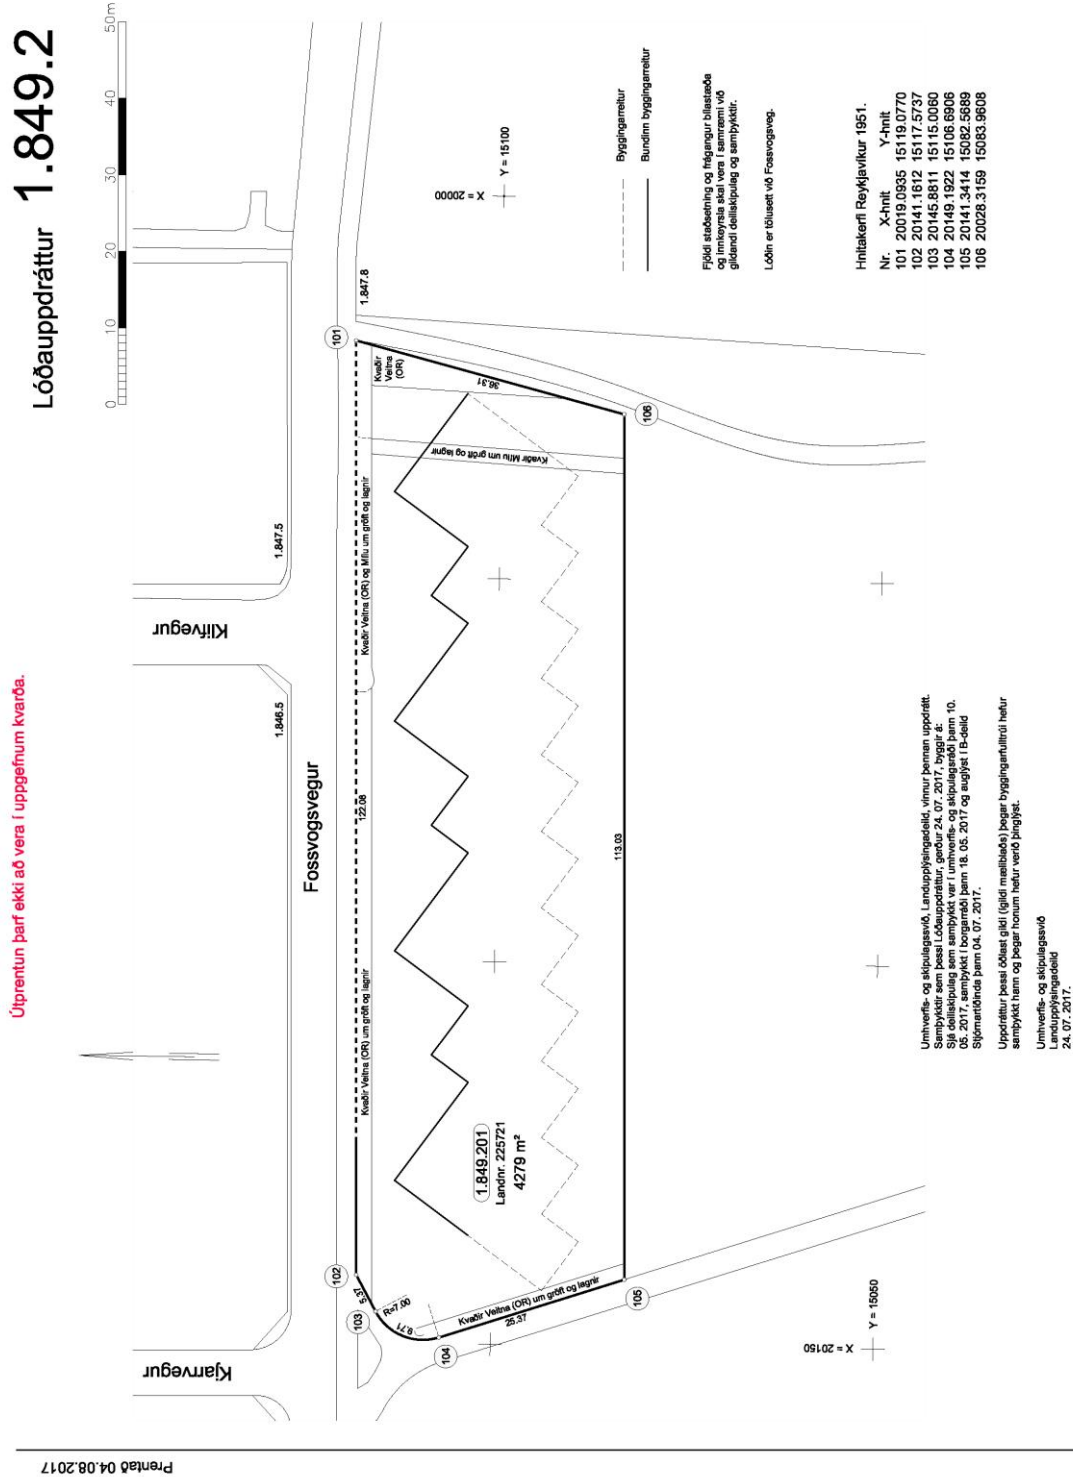 Lóðauppdráttur 1.849.2
0 10 20 30 40 50m
Útprentun þarf ekki að vera í uppgefnum kvarða.
Kjarrvegur
Klifvegur
1.846.5
1.847.5
Fossvogsvegur
1.847.8
102
101
103
104
105
106
5.37
R=7.00
9.71
25.37
122.08
113.03
36.31
Kvaðir Veitna (OR) um gröft og lagnir
Kvaðir Veitna (OR) og Mílu um gröft og lagnir
Kvaðir
Veitna
(OR)
Kvaðir Mílu um gröft og lagnir
Kvaðir Veitna (OR) um gröft og lagnir
1.849.201
Landnr. 225721
4279 m²
X = 20000
Y = 15100
X = 20150
Y = 15050
Byggingarreitur
Bundinn byggingarreitur
Fjöldi staðsetning og frágangur bílastæða
og innkeyrsla skal vera í samræmi við
gildandi deiliskipulag og samþykktir.
Lóðin er tölusett við Fossvogsveg.
Hnitakerfi Reykjavíkur 1951.
Nr. X-hnit Y-hnit
101 20019.0935 15119.0770
102 20141.1612 15117.5737
103 20145.8811 15115.0060
104 20149.1922 15106.6906
105 20141.3414 15082.5689
106 20028.3159 15083.9608
Umhverfis- og skipulagssvið, Landupplýsingadeild, vinnur þennan uppdrátt.
Samþykktir sem þessi Lóðauppdráttur, gerður 24. 07. 2017, byggir á:
Sjá deiliskipulag sem samþykkt var í umhverfis- og skipulagsráði þann 10.
05. 2017, samþykkt í borgarráði þann 18. 05. 2017 og auglýst í B-deild
Stjórnartíðinda þann 04. 07. 2017.
Uppdráttur þessi öðlast gildi (ígildi mæliblaðs) þegar byggingarfulltrúi hefur
samþykkt hann og þegar honum hefur verið þinglýst.
Umhverfis- og skipulagssvið
Landupplýsingadeild
24. 07. 2017.
Prentað 04.08.2017